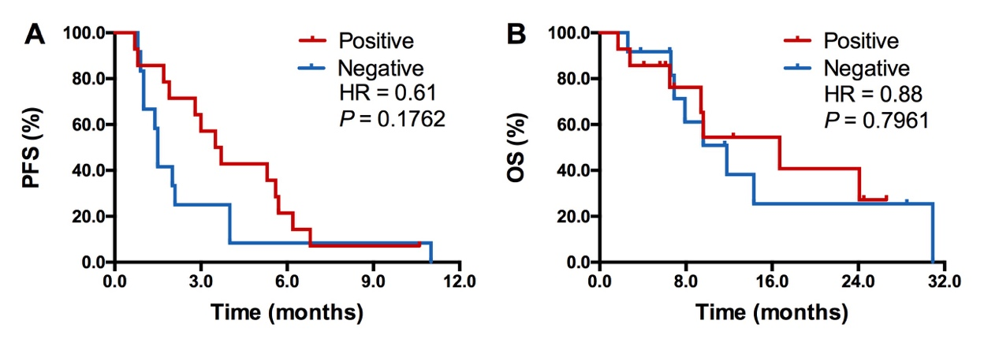 A
100.0
80.0
60.0
40.0
20.0
0.0
PFS (%)
0.0 3.0 6.0 9.0 12.0
Time (months)
Positive
Negative
HR = 0.61
P = 0.1762
B
100.0
80.0
60.0
40.0
20.0
0.0
OS (%)
0.0 8.0 16.0 24.0 32.0
Time (months)
Positive
Negative
HR = 0.88
P = 0.7961